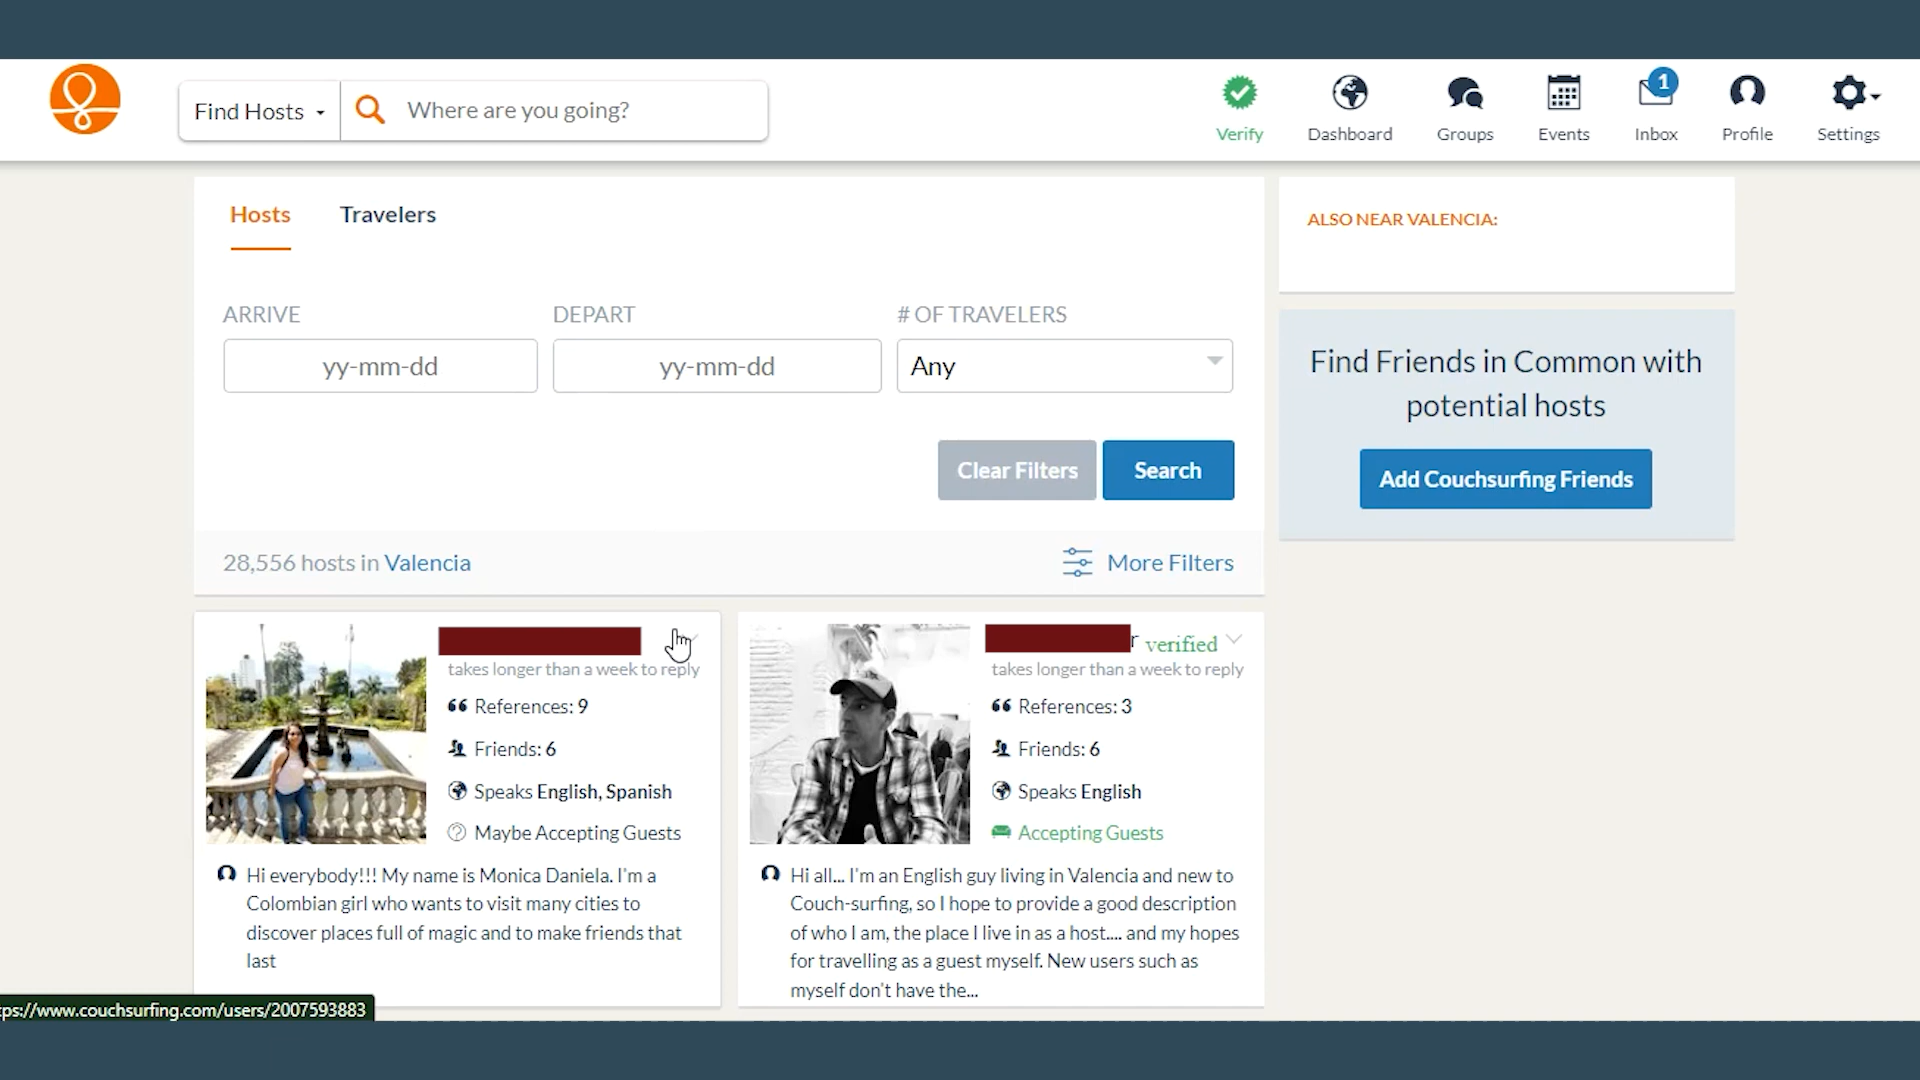 Find Hosts
Where are you going?
Verify
Dashboard
Groups
Events
1
Inbox
Profile
Settings
Hosts
Travelers
ARRIVE
DEPART
# OF TRAVELERS
yy-mm-dd
yy-mm-dd
Any
Clear Filters
Search
28,556 hosts in Valencia
More Filters
ALSO NEAR VALENCIA:
Find Friends in Common with
potential hosts
Add Couchsurfing Friends
takes longer than a week to reply
References: 9
Friends: 6
Speaks English, Spanish
Maybe Accepting Guests
Hi everybody!!! My name is Monica Daniela. I'm a
Colombian girl who wants to visit many cities to
discover places full of magic and to make friends that
last
r verified
takes longer than a week to reply
References: 3
Friends: 6
Speaks English
Accepting Guests
Hi all... I'm an English guy living in Valencia and new to
Couch-surfing, so I hope to provide a good description
of who I am, the place I live in as a host.... and my hopes
for travelling as a guest myself. New users such as
myself don't have the...
tps://www.couchsurfing.com/users/2007593883